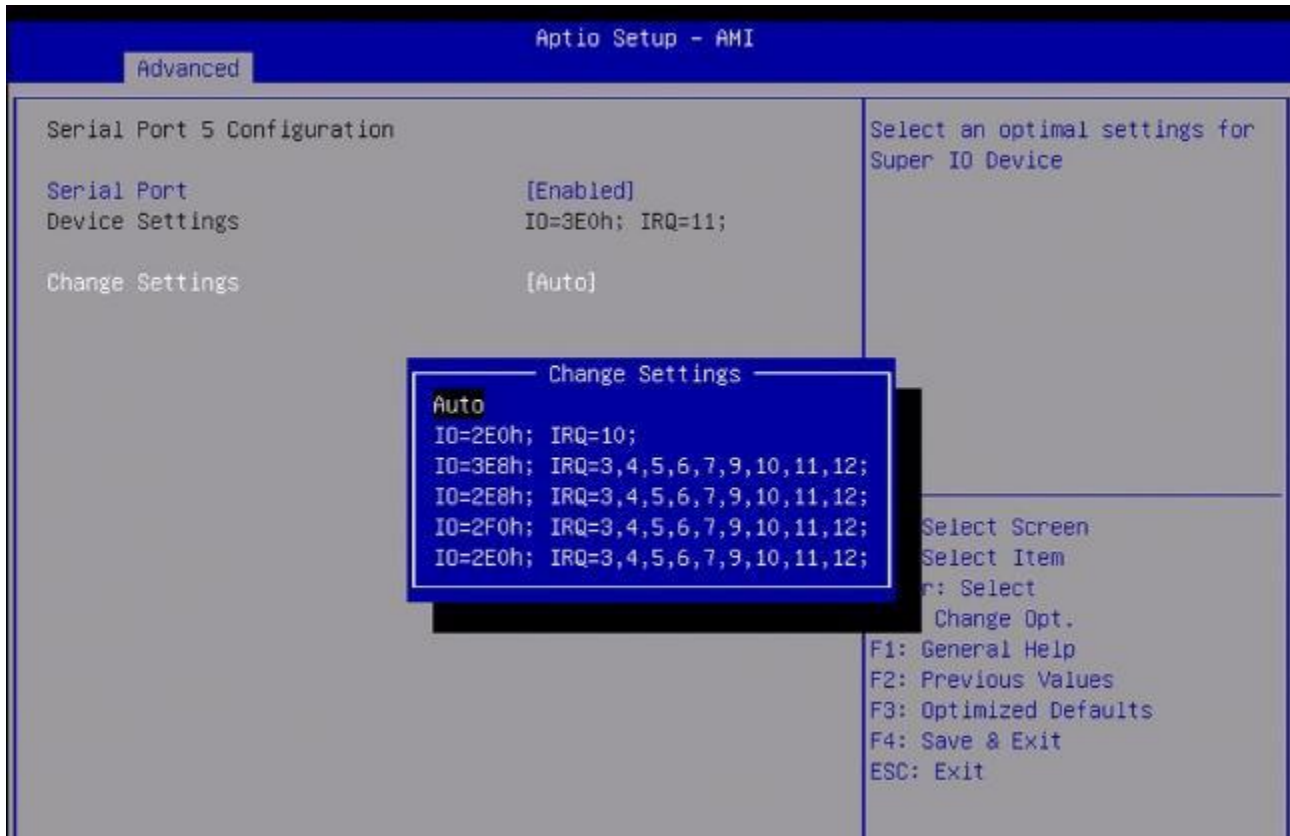 Aptio Setup – AMI
Advanced
Serial Port 5 Configuration
Serial Port [Enabled]
Device Settings IO=3E0h; IRQ=11;
Change Settings [Auto]
Select an optimal settings for
Super IO Device
Change Settings
Auto
IO=2E0h; IRQ=10;
IO=3E8h; IRQ=3,4,5,6,7,9,10,11,12;
IO=2E8h; IRQ=3,4,5,6,7,9,10,11,12;
IO=2F0h; IRQ=3,4,5,6,7,9,10,11,12;
IO=2E0h; IRQ=3,4,5,6,7,9,10,11,12;
Select Screen
Select Item
r: Select
Change Opt.
F1: General Help
F2: Previous Values
F3: Optimized Defaults
F4: Save & Exit
ESC: Exit